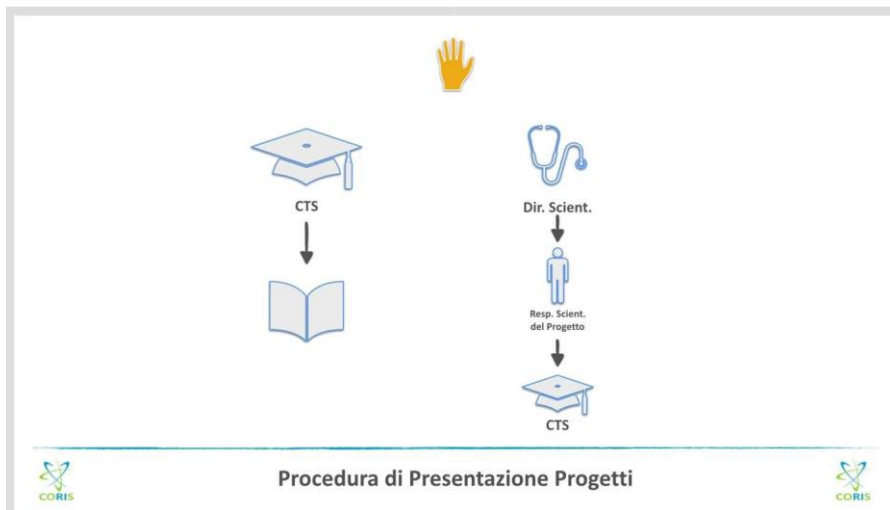 CTS
Dir. Scient.
Resp. Scient.
del Progetto
CTS
Procedura di Presentazione Progetti
CORIS
CORIS